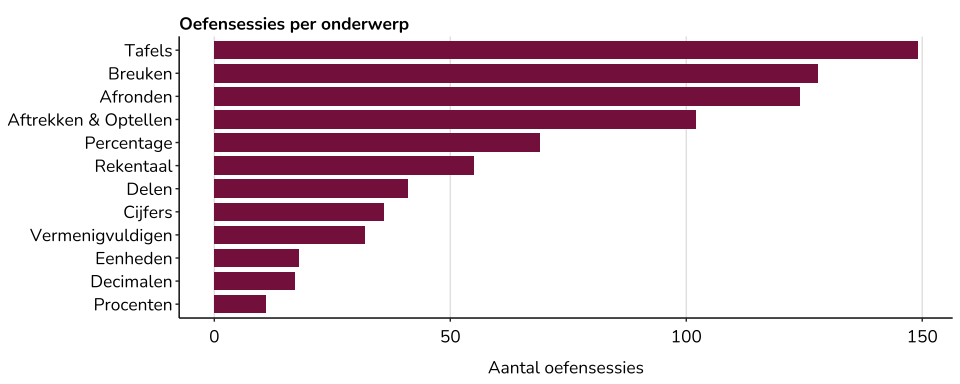 Oefensessies per onderwerp
Tafels
Breuken
Afronden
Aftrekken & Optellen
Percentage
Rekentaal
Delen
Cijfers
Vermenigvuldigen
Eenheden
Decimalen
Procenten
0 50 100 150
Aantal oefensessies